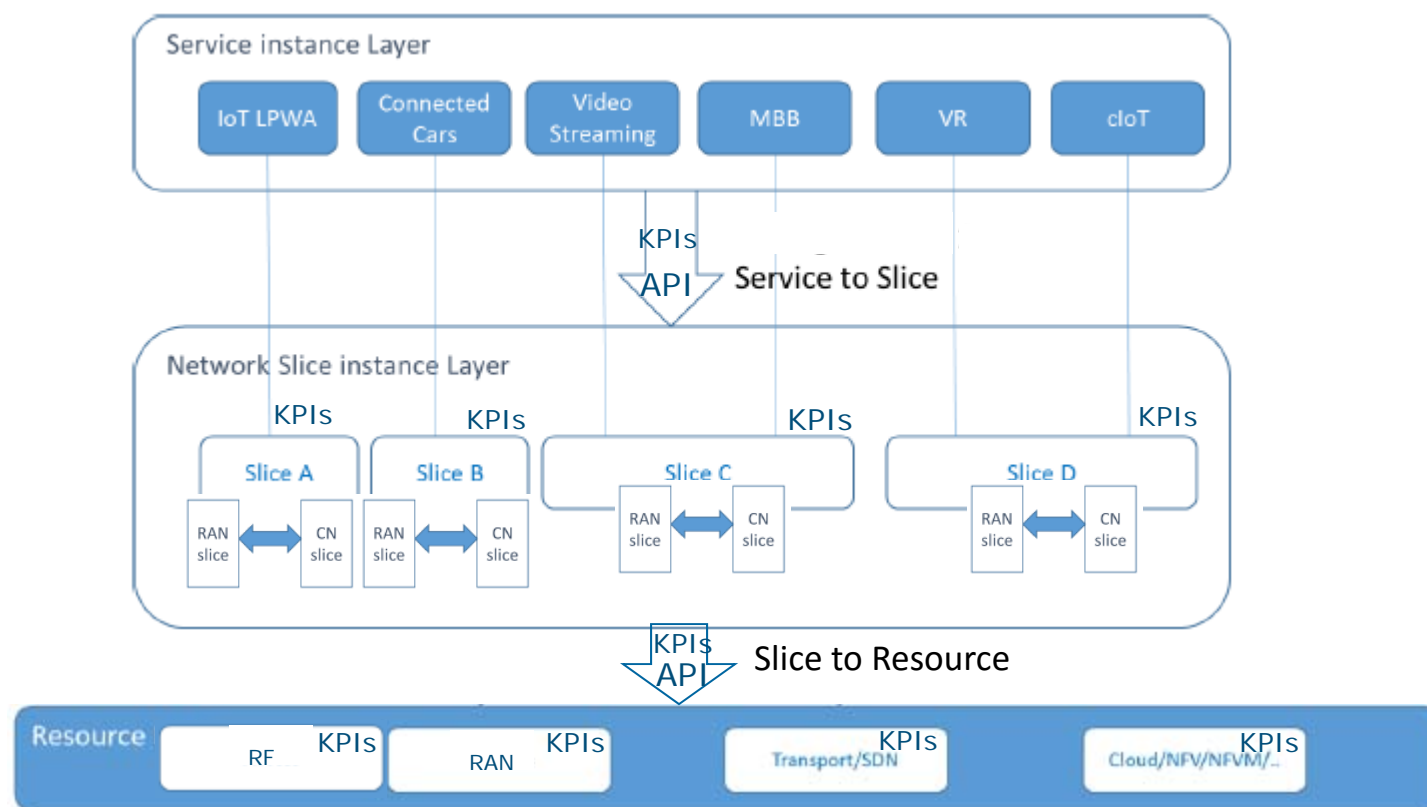 Service instance Layer
IoT LPWA
Connected
Cars
Video
Streaming
MBB
VR
cIoT
KPIs
API
Service to Slice
Network Slice instance Layer
KPIs
KPIs
KPIs
KPIs
Slice A
Slice B
Slice C
Slice D
RAN
slice
CN
slice
RAN
slice
CN
slice
RAN
slice
CN
slice
RAN
slice
CN
slice
KPIs
API
Slice to Resource
Resource
RF
KPIs
RAN
KPIs
Transport/SDN
KPIs
Cloud/NFV/NFVM/..
KPIs